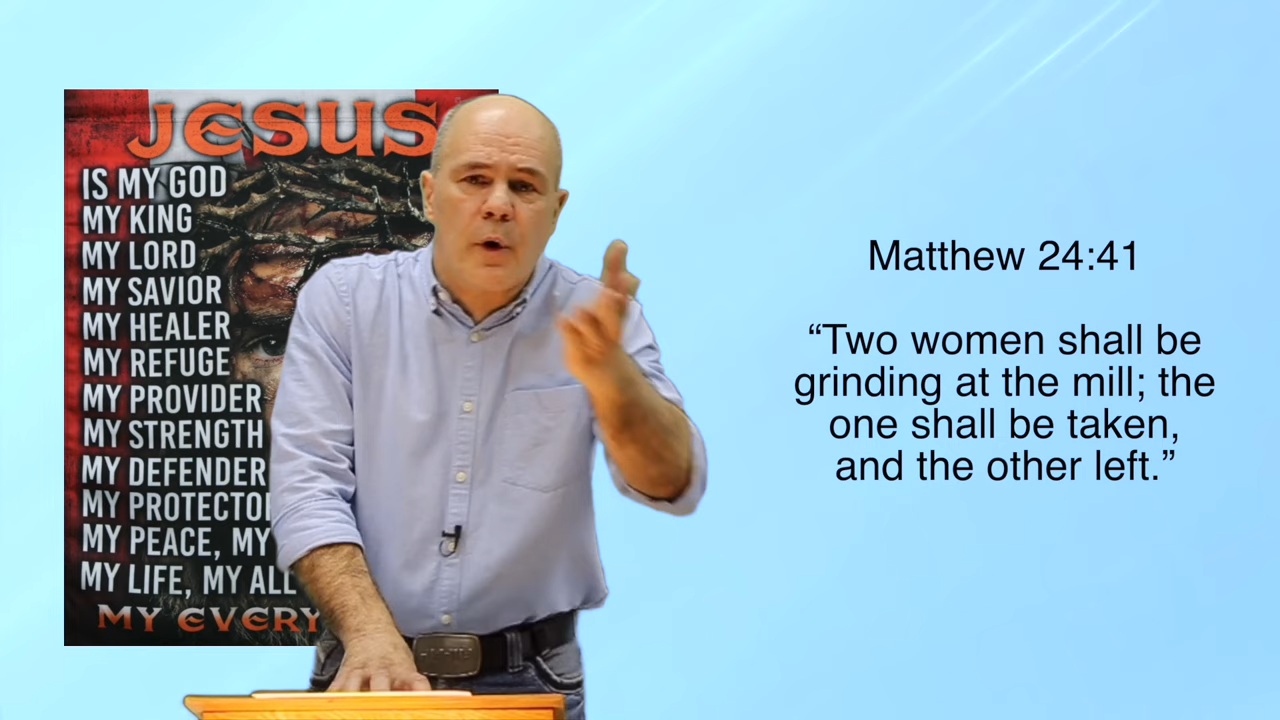 JESUS
IS MY GOD
MY KING
MY LORD
MY SAVIOR
MY HEALER
MY REFUGE
MY PROVIDER
MY STRENGTH
MY DEFENDER
MY PROTECTO
MY PEACE, MY
MY LIFE, MY ALL
MY EVERY
Matthew 24:41
“Two women shall be
grinding at the mill; the
one shall be taken,
and the other left.”